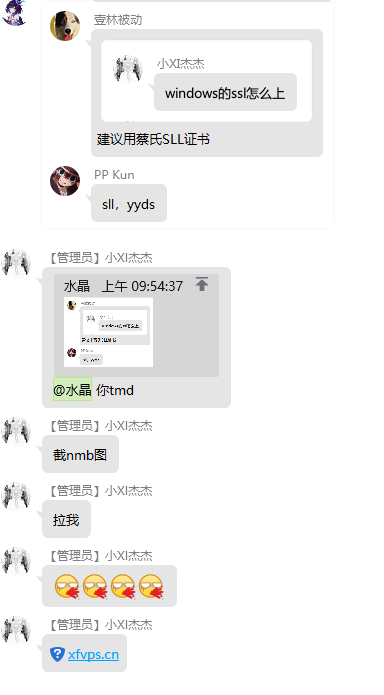 壹林被动
小XI杰杰
windows的ssl怎么上
建议用蔡氏SLL证书
PP Kun
sll，yyds
【管理员】小XI杰杰
水晶 上午 09:54:37
@水晶 你tmd
【管理员】小XI杰杰
截nmb图
【管理员】小XI杰杰
拉我
【管理员】小XI杰杰
【管理员】小XI杰杰
xfvps.cn